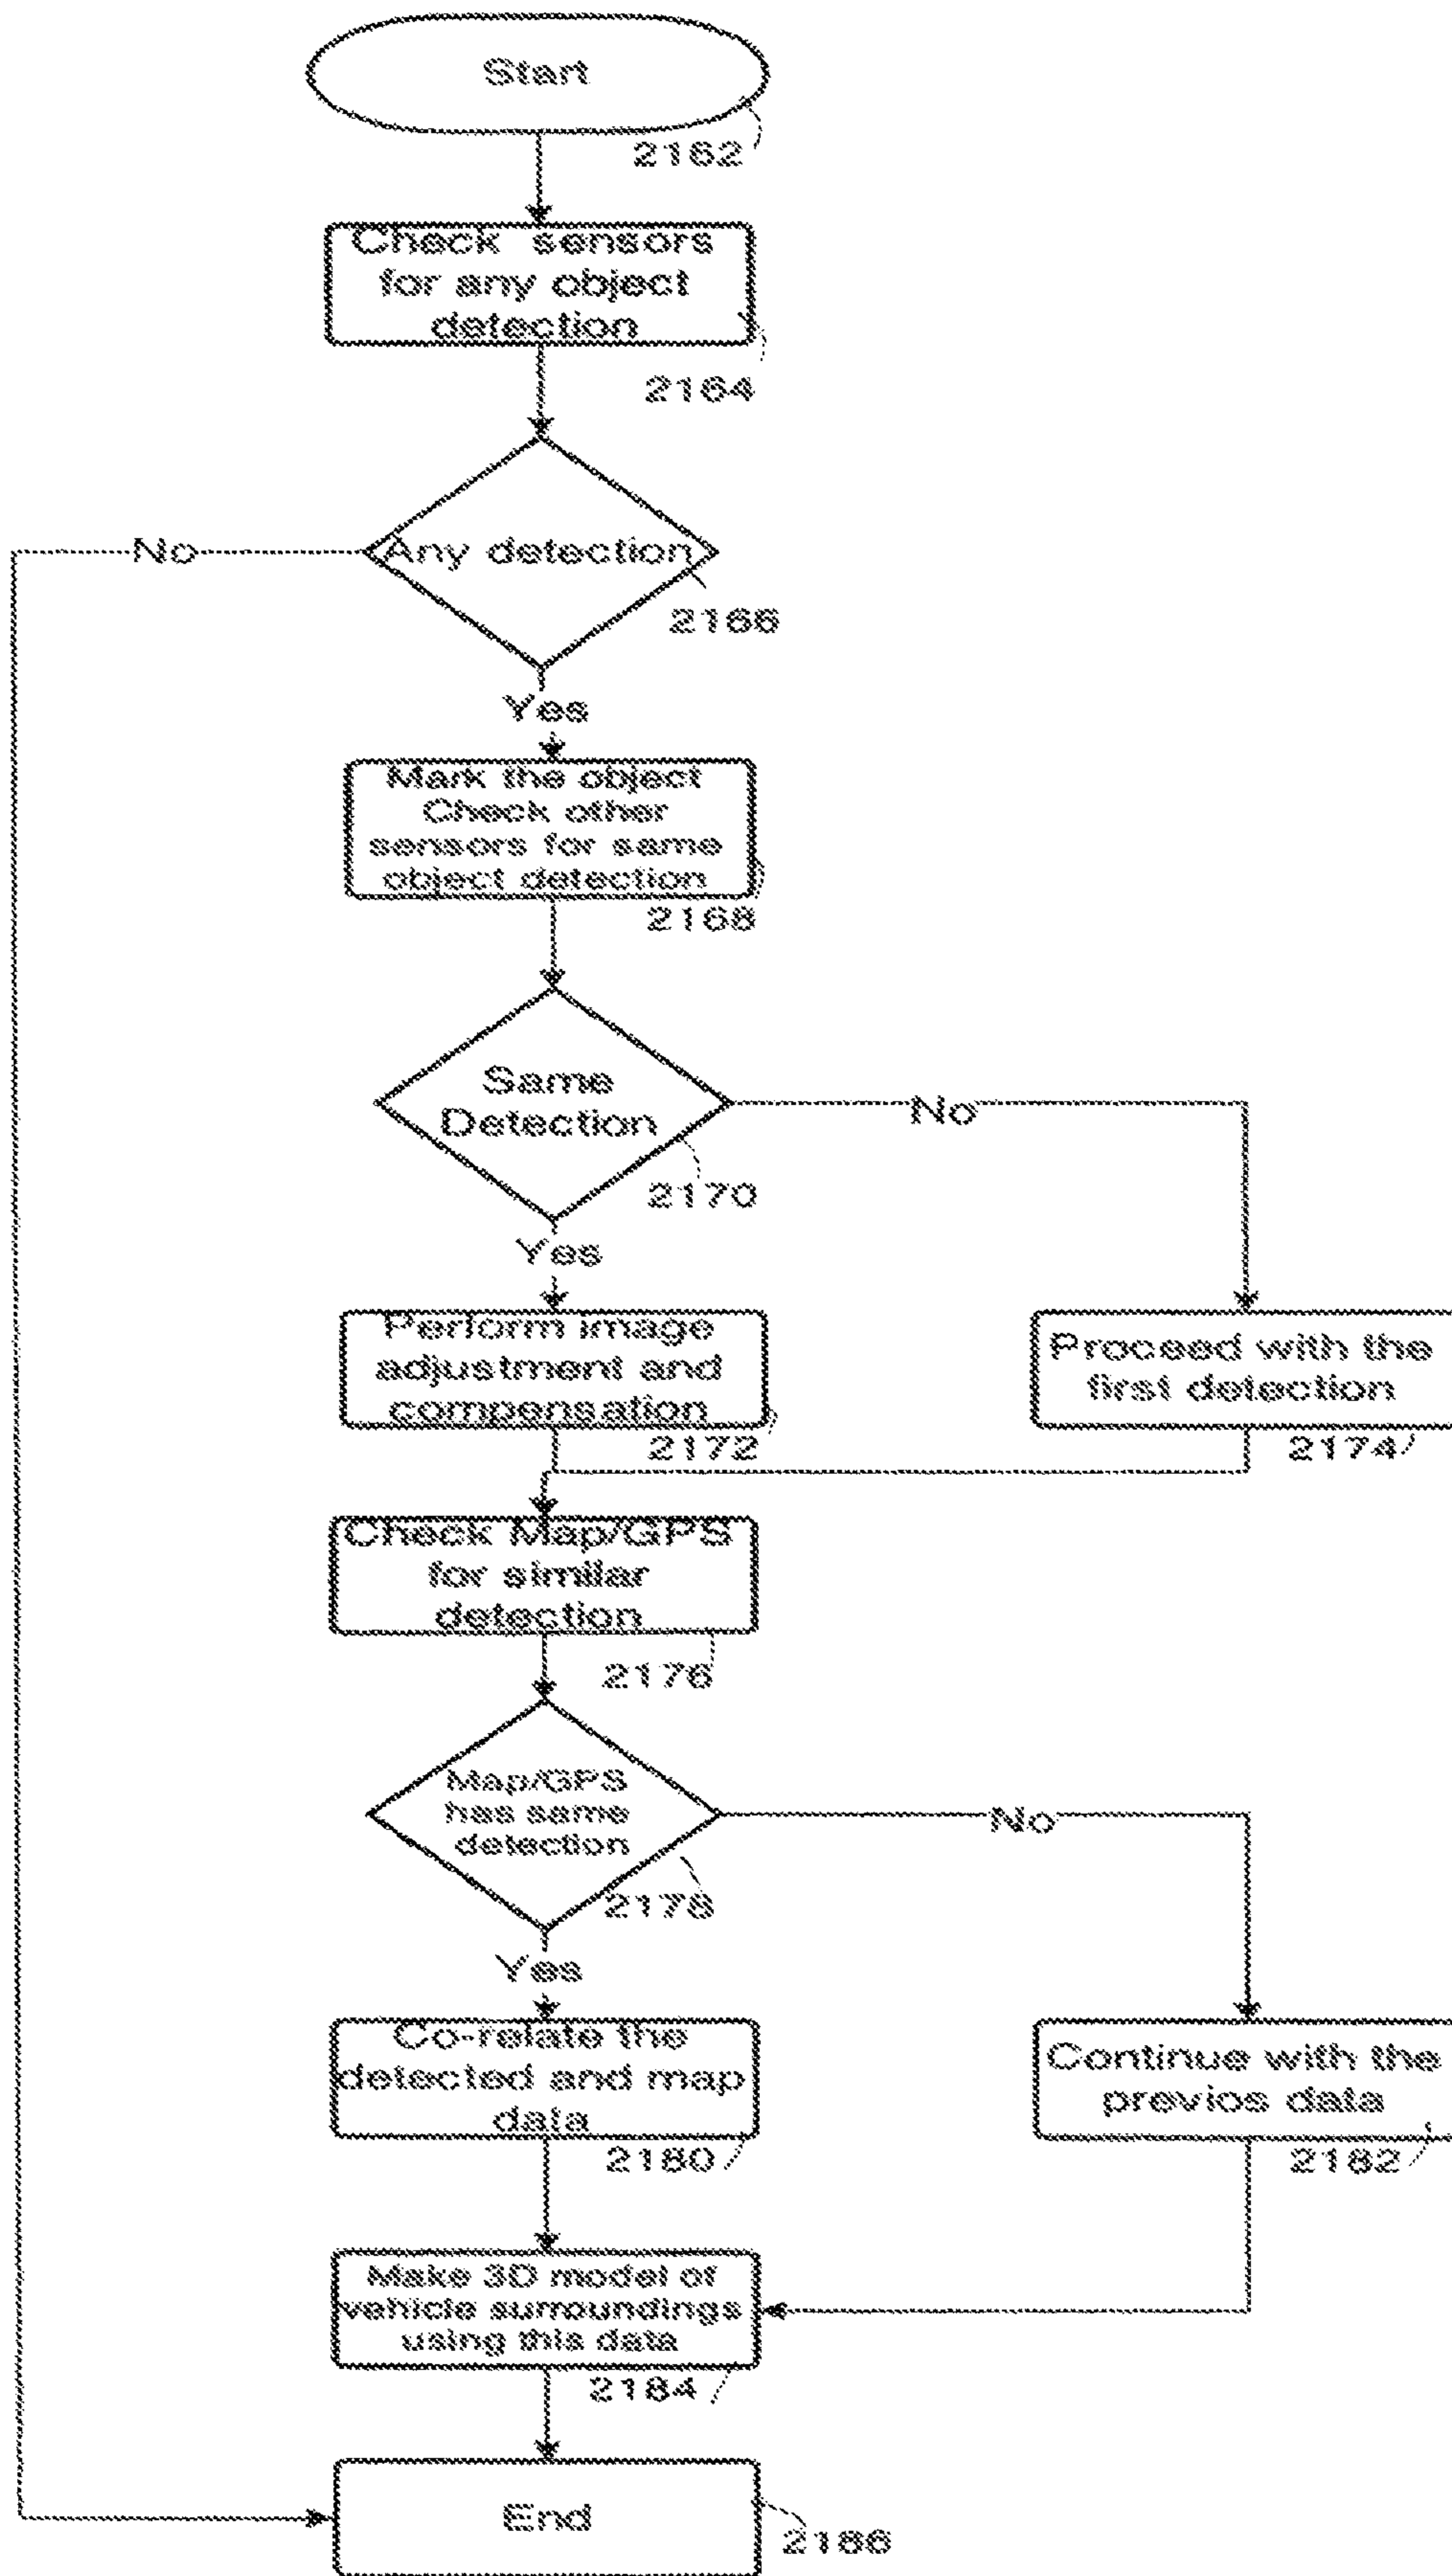 Start
2162
Check sensors
for any object
detection
2164
Any detection
No
2166
Yes
Mark the object
Check other
sensors for same
object detection
2168
Same
Detection
No
2170
Yes
Perform image
adjustment and
compensation
2172
Proceed with the
first detection
2174
Check Map/GPS
for similar
detection
2176
Map/GPS
has same
detection
No
2178
Yes
Co-relate the
detected and map
data
2180
Continue with the
previos data
2182
Make 3D model of
vehicle surroundings
using this data
2184
End
2186